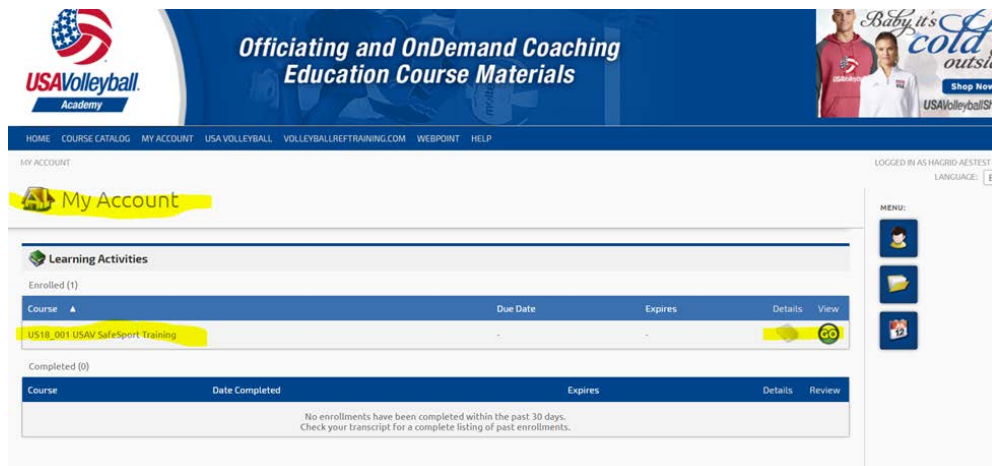 Baby, it's
cold
Officiating and OnDemand Coaching
Education Course Materials
USAVolleyball.
Academy
Shop Now
HOME COURSE CATALOG MY ACCOUNT USA VOLLEYBALL VOLLEYBALLREFTRAINING.COM WEBPOINT HELP
MY ACCOUNT
LOGGED IN AS HAGRID AESTEST
LANGUAGE:
My Account
MENU:
Learning Activities
Enrolled (1)
Course ▲ Due Date Expires Details View
US18_001 USAV SafeSport Training - - GO
12
Completed (0)
Course Date Completed Expires Details Review
No enrollments have been completed within the past 30 days.
Check your transcript for a complete listing of past enrollments.